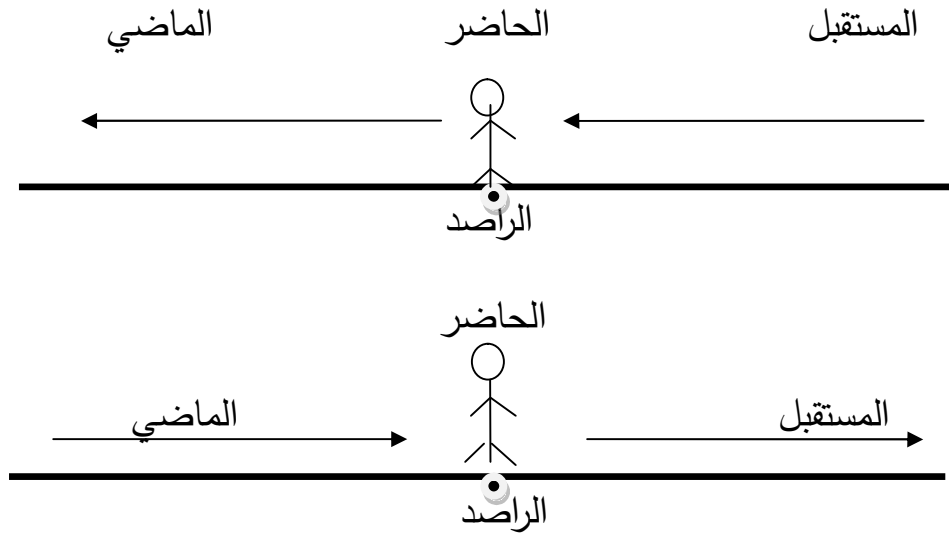 المستقبل الحاضر الماضي
الراصد
الحاضر
المستقبل الماضي
الراصد